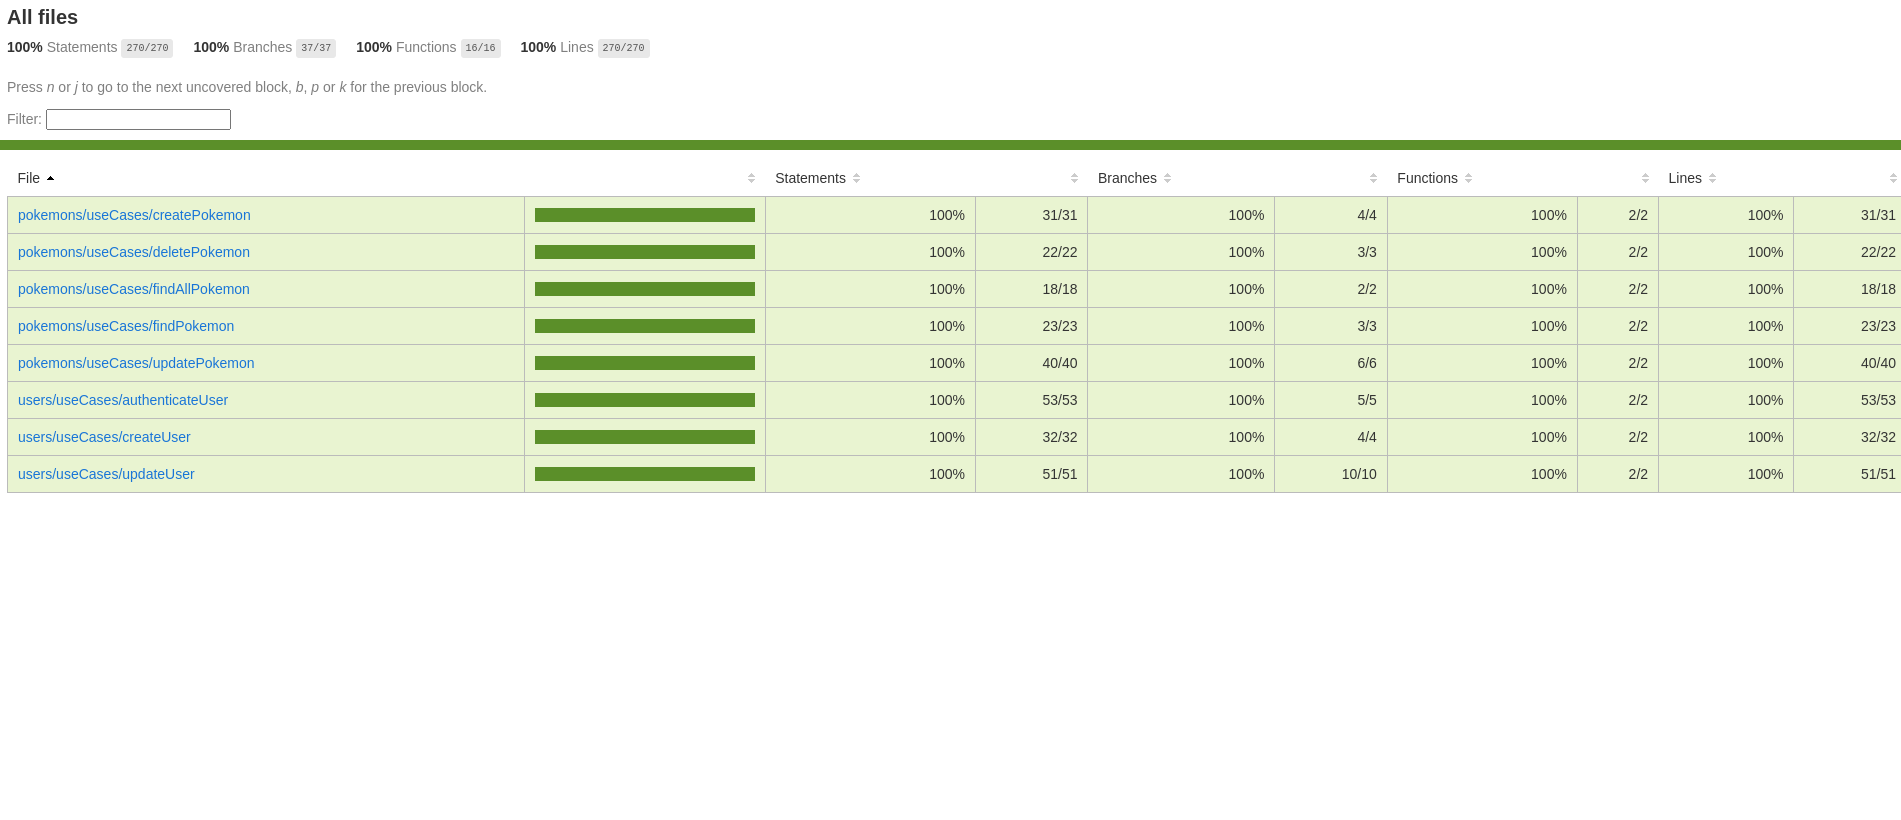 All files
100% Statements 270/270 100% Branches 37/37 100% Functions 16/16 100% Lines 270/270
Press n or j to go to the next uncovered block, b, p or k for the previous block.
Filter:
File Statements Branches Functions Lines
pokemons/useCases/createPokemon 100% 31/31 100% 4/4 100% 2/2 100% 31/31
pokemons/useCases/deletePokemon 100% 22/22 100% 3/3 100% 2/2 100% 22/22
pokemons/useCases/findAllPokemon 100% 18/18 100% 2/2 100% 2/2 100% 18/18
pokemons/useCases/findPokemon 100% 23/23 100% 3/3 100% 2/2 100% 23/23
pokemons/useCases/updatePokemon 100% 40/40 100% 6/6 100% 2/2 100% 40/40
users/useCases/authenticateUser 100% 53/53 100% 5/5 100% 2/2 100% 53/53
users/useCases/createUser 100% 32/32 100% 4/4 100% 2/2 100% 32/32
users/useCases/updateUser 100% 51/51 100% 10/10 100% 2/2 100% 51/51